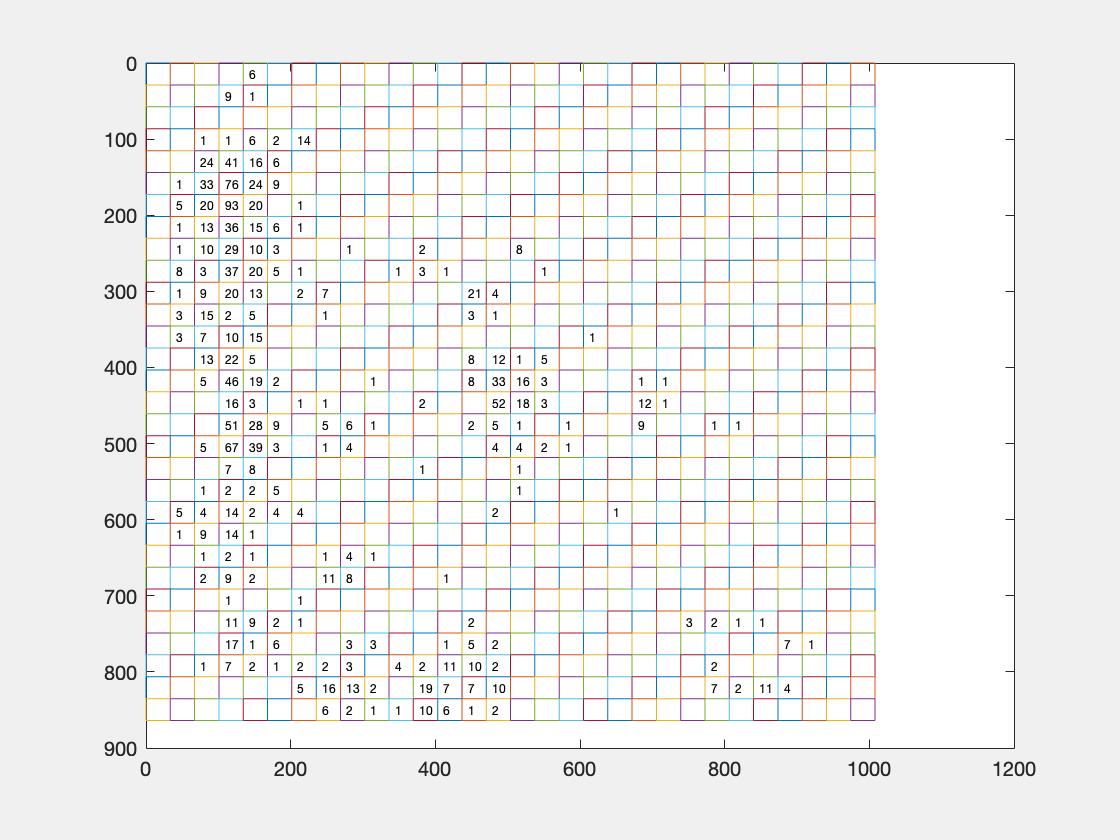 0
6
9 1
100 1 1 6 2 14
24 41 16 6
1 33 76 24 9
200 5 20 93 20 1
1 13 36 15 6 1
1 10 29 10 3 1 2 8
8 3 37 20 5 1 1 3 1 1
300 1 9 20 13 2 7 21 4
3 15 2 5 1 3 1
3 7 10 15 1
400 13 22 5 8 12 1 5
5 46 19 2 1 8 33 16 3 1 1
16 3 1 1 2 52 18 3 12 1
51 28 9 5 6 1 2 5 1 1 9 1 1
500 5 67 39 3 1 4 4 4 2 1
7 8 1 1
1 2 2 5 1
600 5 4 14 2 4 4 2 1
1 9 14 1
1 2 1 1 4 1
2 9 2 11 8 1
700 1 1
11 9 2 1 2 3 2 1 1
17 1 6 3 3 1 5 2 7 1
800 1 7 2 1 2 2 3 4 2 11 10 2 2
5 16 13 2 19 7 7 10 7 2 11 4
6 2 1 1 10 6 1 2
900
0 200 400 600 800 1000 1200